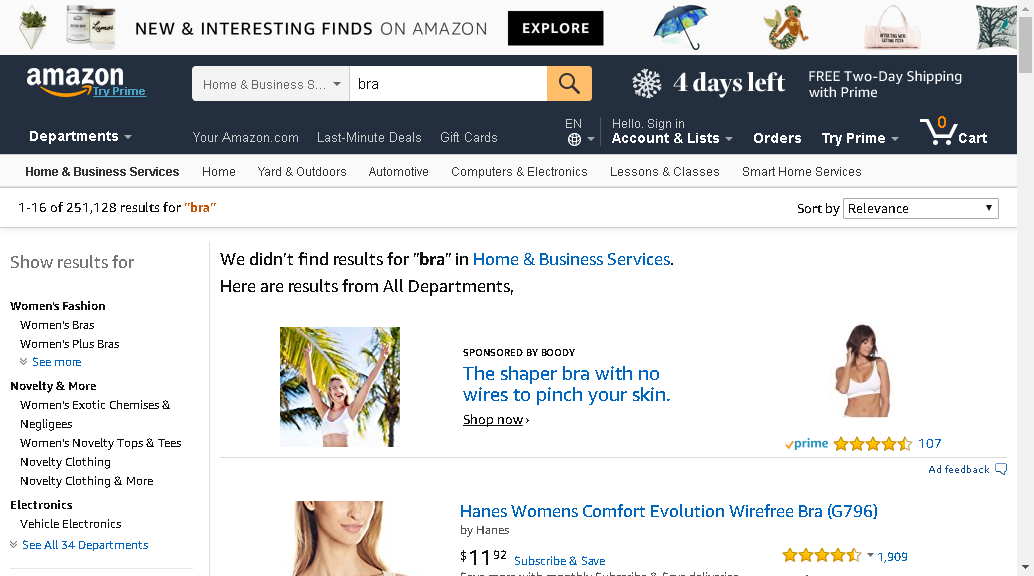 NEW & INTERESTING FINDS ON AMAZON EXPLORE
amazon
Try Prime
Home & Business S...
bra
4 days left
FREE Two-Day Shipping
with Prime
Departments
Your Amazon.com
Last-Minute Deals
Gift Cards
EN
Hello. Sign in
Account & Lists
Orders
Try Prime
0
Cart
Home & Business Services
Home
Yard & Outdoors
Automotive
Computers & Electronics
Lessons & Classes
Smart Home Services
1-16 of 251,128 results for "bra"
Sort by Relevance
Show results for
Women's Fashion
Women's Bras
Women's Plus Bras
See more
Novelty & More
Women's Exotic Chemises &
Negligees
Women's Novelty Tops & Tees
Novelty Clothing
Novelty Clothing & More
Electronics
Vehicle Electronics
See All 34 Departments
We didn't find results for "bra" in Home & Business Services.
Here are results from All Departments,
SPONSORED BY BOODY
The shaper bra with no
wires to pinch your skin.
Shop now ›
prime
107
Ad feedback
Hanes Womens Comfort Evolution Wirefree Bra (G796)
by Hanes
$11 92 Subscribe & Save
1,909